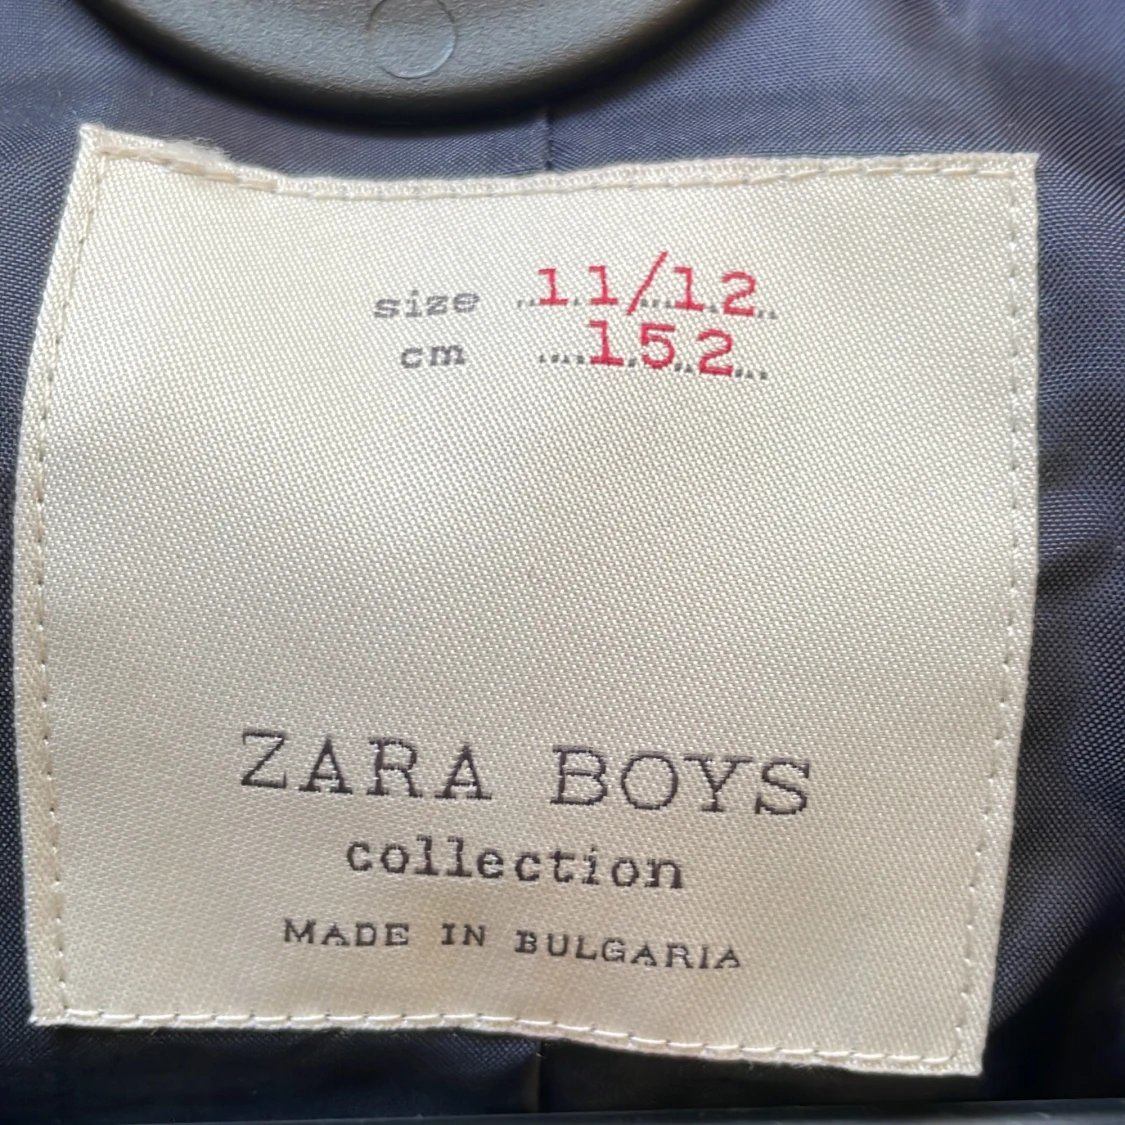 size ..11/12..
cm ....152...
ZARA BOYS
collection
MADE IN BULGARIA